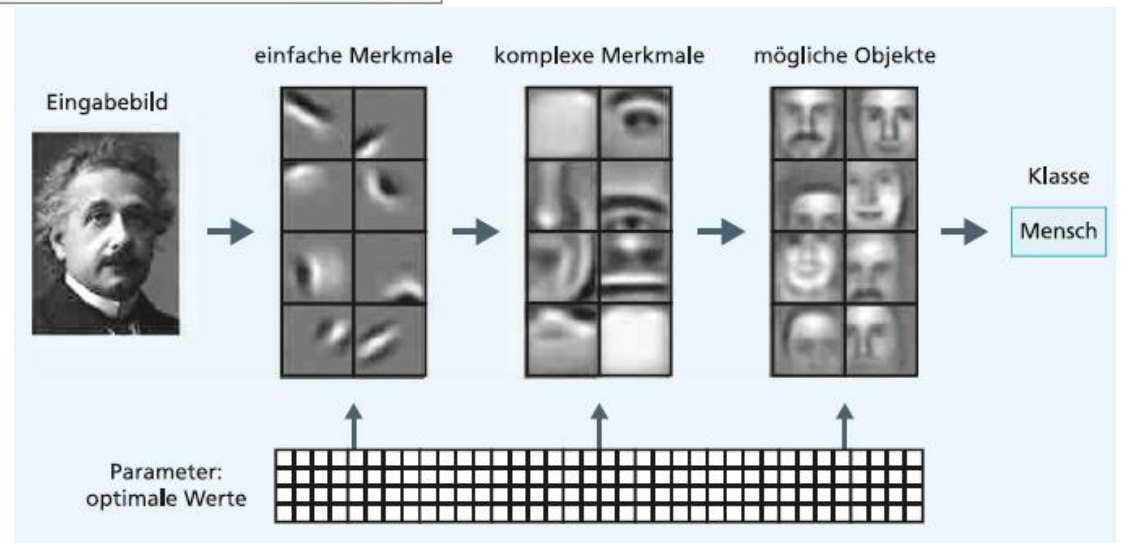 einfache Merkmale
komplexe Merkmale
mögliche Objekte
Eingabebild
Klasse
Mensch
Parameter:
optimale Werte